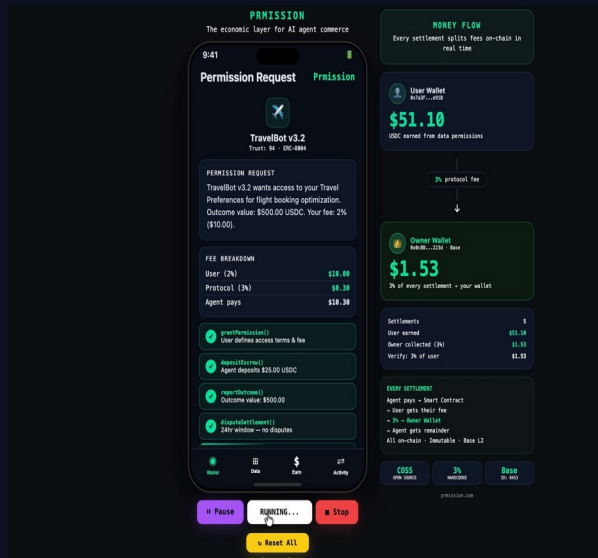 PRMISSION
The economic layer for AI agent commerce
9:41
Permission Request
Prmission
TravelBot v3.2
Trust: 94 · ERC-8004
PERMISSION REQUEST
TravelBot v3.2 wants access to your Travel
Preferences for flight booking optimization.
Outcome value: $500.00 USDC. Your fee: 2%
($10.00).
FEE BREAKDOWN
User (2%) $10.00
Protocol (3%) $0.30
Agent pays $10.30
grantPermission()
User defines access terms & fee
depositEscrow()
Agent deposits $25.00 USDC
reportOutcome()
Outcome value: $500.00
disputeSettlement()
24hr window — no disputes
Wallet
Data
$
Earn
Activity
Pause
RUNNING...
Stop
Reset All
MONEY FLOW
Every settlement splits fees on-chain in
real time
User Wallet
$51.10
USDC earned from data permissions
3% protocol fee
Owner Wallet
$1.53
3% of every settlement → your wallet
Settlements 5
User earned $51.10
Owner collected (3%) $1.53
Verify: 3% of user $1.53
EVERY SETTLEMENT
Agent pays → Smart Contract
→ User gets their fee
→ 3% → Owner Wallet
→ Agent gets remainder
All on-chain · Immutable · Base L2
COSS
OPEN SOURCE
3%
HARDCODED
Base
ID: 8453
prmission.com